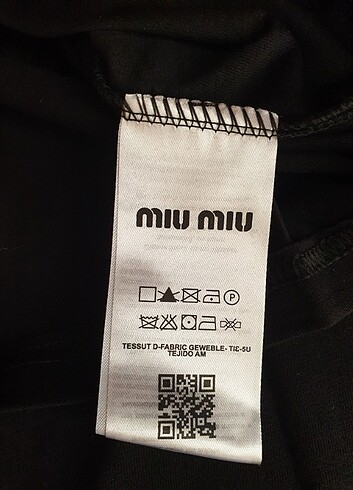 miu miu
P
TESSUT D-FABRIC GEWEBLE- TIE-5U
TEJIDO AM